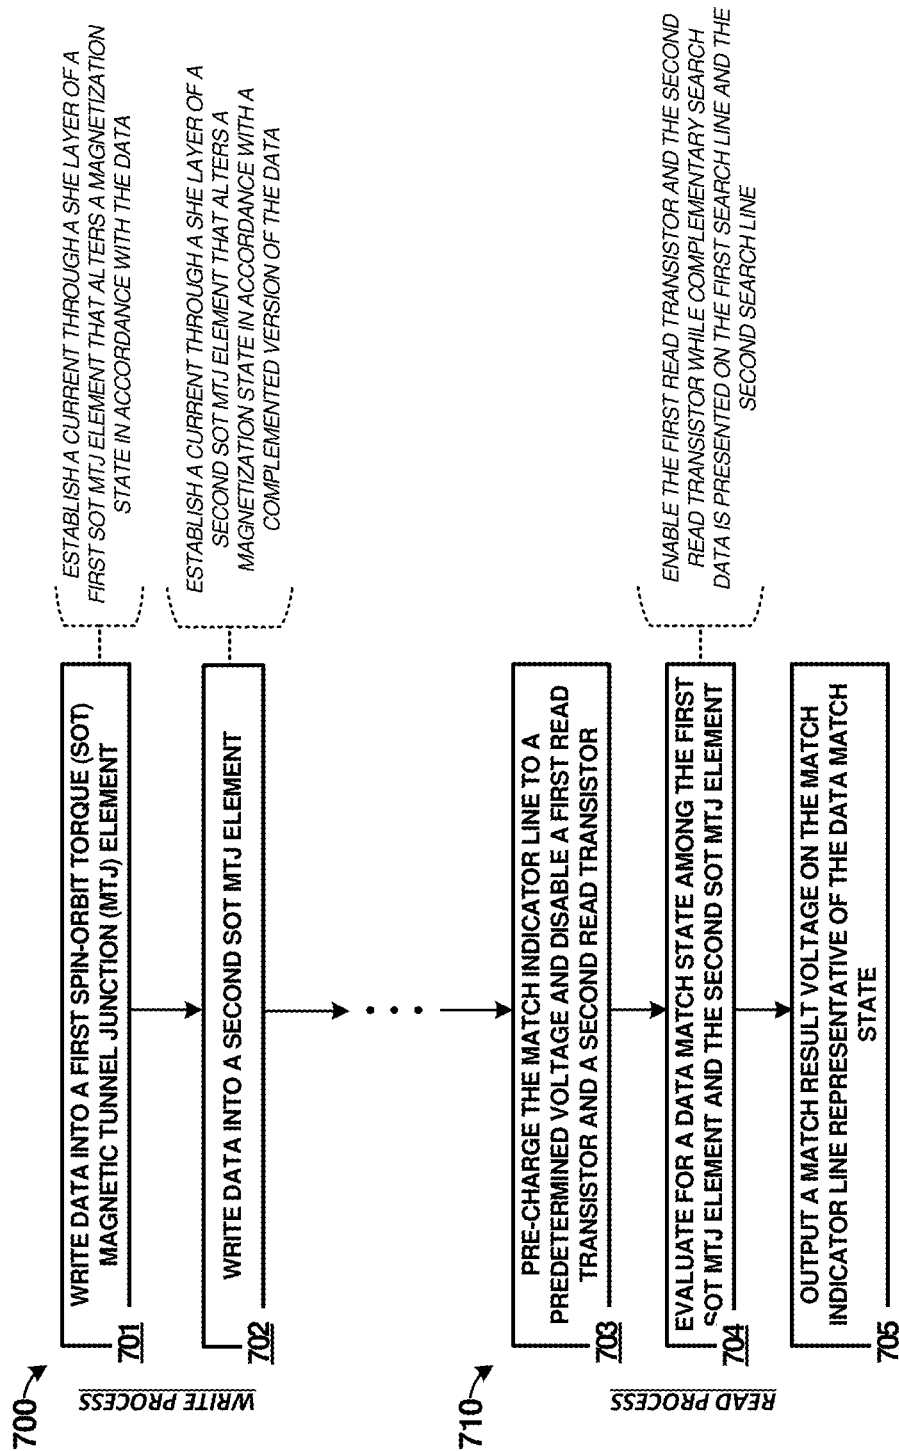 700
WRITE PROCESS
WRITE DATA INTO A FIRST SPIN-ORBIT TORQUE (SOT)
MAGNETIC TUNNEL JUNCTION (MTJ) ELEMENT
701
ESTABLISH A CURRENT THROUGH A SHE LAYER OF A
FIRST SOT MTJ ELEMENT THAT ALTERS A MAGNETIZATION
STATE IN ACCORDANCE WITH THE DATA
WRITE DATA INTO A SECOND SOT MTJ ELEMENT
702
ESTABLISH A CURRENT THROUGH A SHE LAYER OF A
SECOND SOT MTJ ELEMENT THAT ALTERS A
MAGNETIZATION STATE IN ACCORDANCE WITH A
COMPLEMENTED VERSION OF THE DATA
710
READ PROCESS
PRE-CHARGE THE MATCH INDICATOR LINE TO A
PREDETERMINED VOLTAGE AND DISABLE A FIRST READ
TRANSISTOR AND A SECOND READ TRANSISTOR
703
EVALUATE FOR A DATA MATCH STATE AMONG THE FIRST
SOT MTJ ELEMENT AND THE SECOND SOT MTJ ELEMENT
704
ENABLE THE FIRST READ TRANSISTOR AND THE SECOND
READ TRANSISTOR WHILE COMPLEMENTARY SEARCH
DATA IS PRESENTED ON THE FIRST SEARCH LINE AND THE
SECOND SEARCH LINE
OUTPUT A MATCH RESULT VOLTAGE ON THE MATCH
INDICATOR LINE REPRESENTATIVE OF THE DATA MATCH
STATE
705